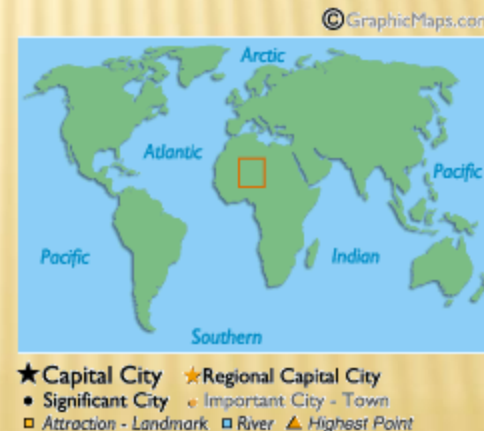 © GraphicMaps.com
Arctic
Atlantic
Pacific
Pacific
Indian
Southern
Capital City Regional Capital City
Significant City Important City - Town
Attraction - Landmark River Highest Point